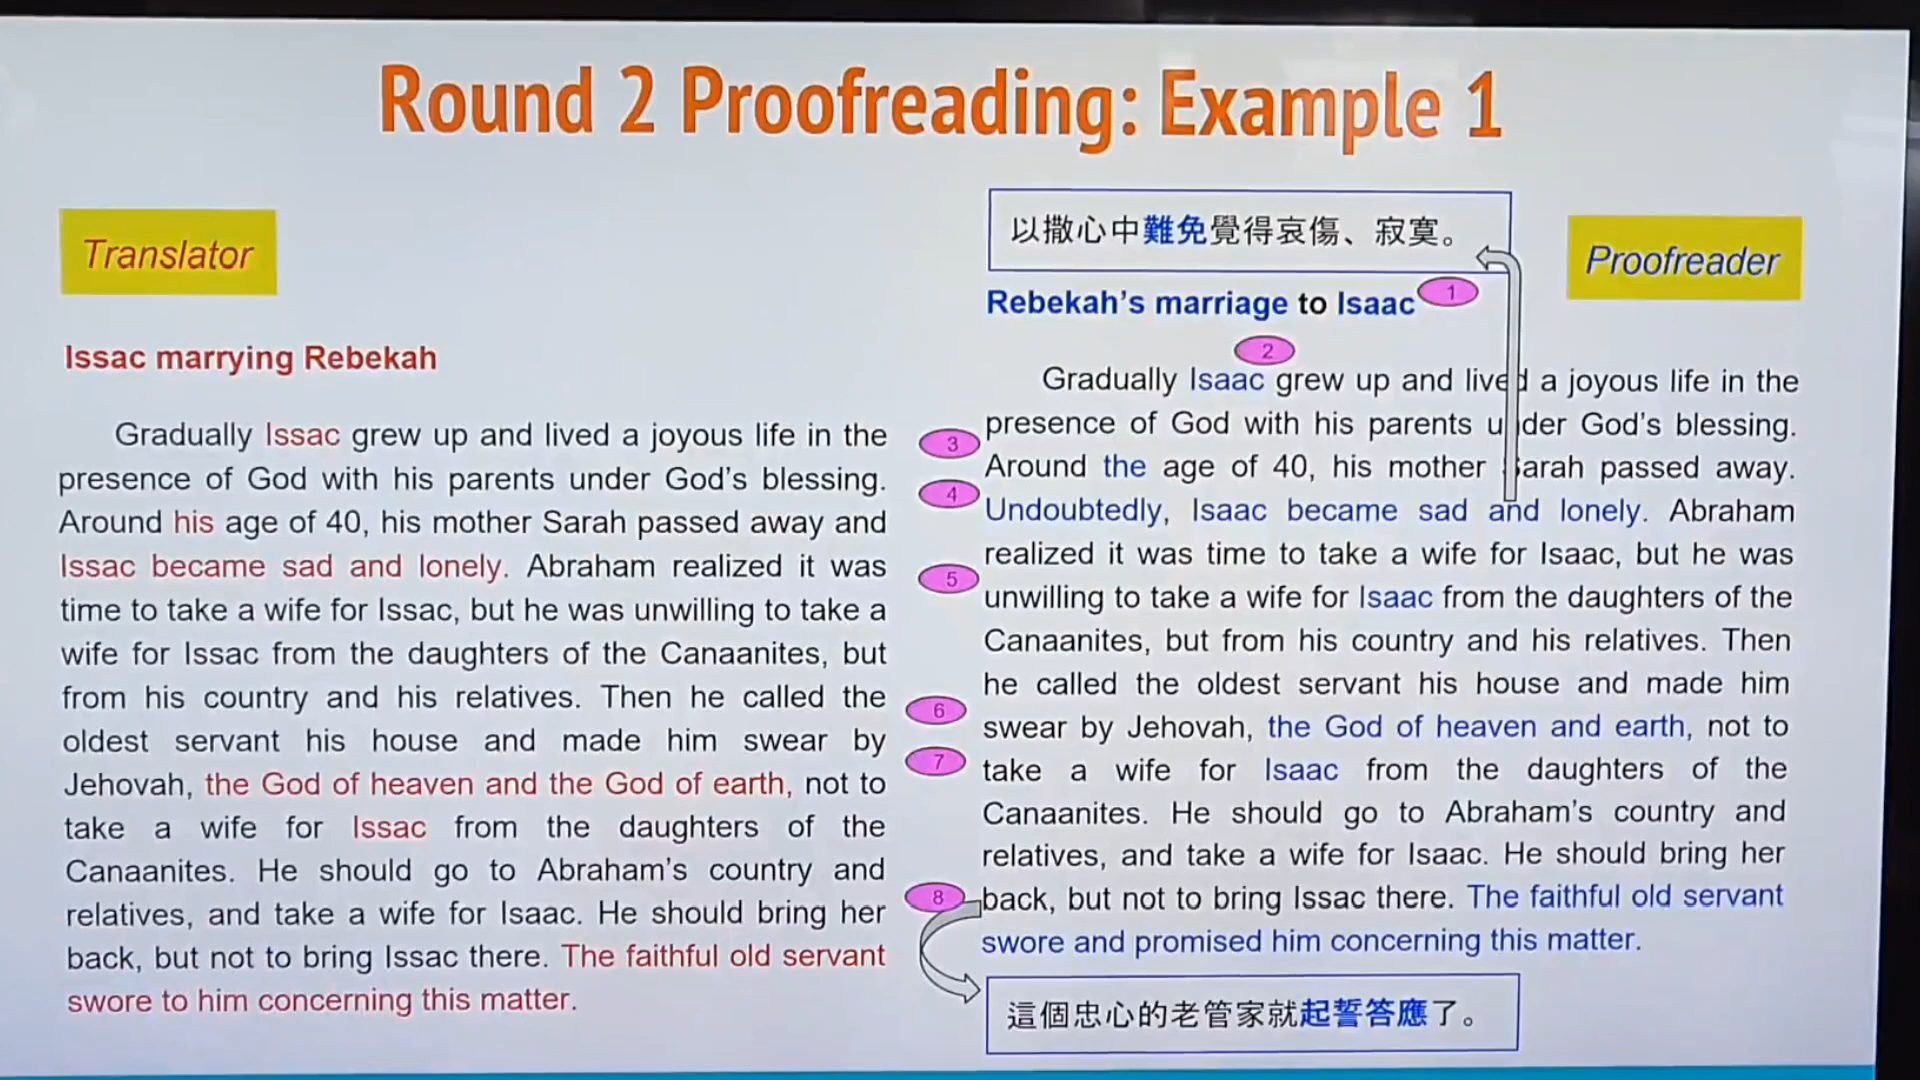 Round 2 Proofreading: Example 1
Translator
Issac marrying Rebekah
Gradually Issac grew up and lived a joyous life in the
presence of God with his parents under God's blessing.
Around his age of 40, his mother Sarah passed away and
Issac became sad and lonely. Abraham realized it was
time to take a wife for Issac, but he was unwilling to take a
wife for Issac from the daughters of the Canaanites, but
from his country and his relatives. Then he called the
oldest servant his house and made him swear by
Jehovah, the God of heaven and the God of earth, not to
take a wife for Issac from the daughters of the
Canaanites. He should go to Abraham's country and
relatives, and take a wife for Isaac. He should bring her
back, but not to bring Issac there. The faithful old servant
swore to him concerning this matter.
以撒心中難免覺得哀傷、寂寞。
Proofreader
Rebekah's marriage to Isaac 1
2
Gradually Isaac grew up and lived a joyous life in the
presence of God with his parents under God's blessing.
3
Around the age of 40, his mother Sarah passed away.
4
Undoubtedly, Isaac became sad and lonely. Abraham
realized it was time to take a wife for Isaac, but he was
5
unwilling to take a wife for Isaac from the daughters of the
Canaanites, but from his country and his relatives. Then
he called the oldest servant his house and made him
6
swear by Jehovah, the God of heaven and earth, not to
7
take a wife for Isaac from the daughters of the
Canaanites. He should go to Abraham's country and
relatives, and take a wife for Isaac. He should bring her
8
back, but not to bring Issac there. The faithful old servant
swore and promised him concerning this matter.
這個忠心的老管家就起誓答應了。